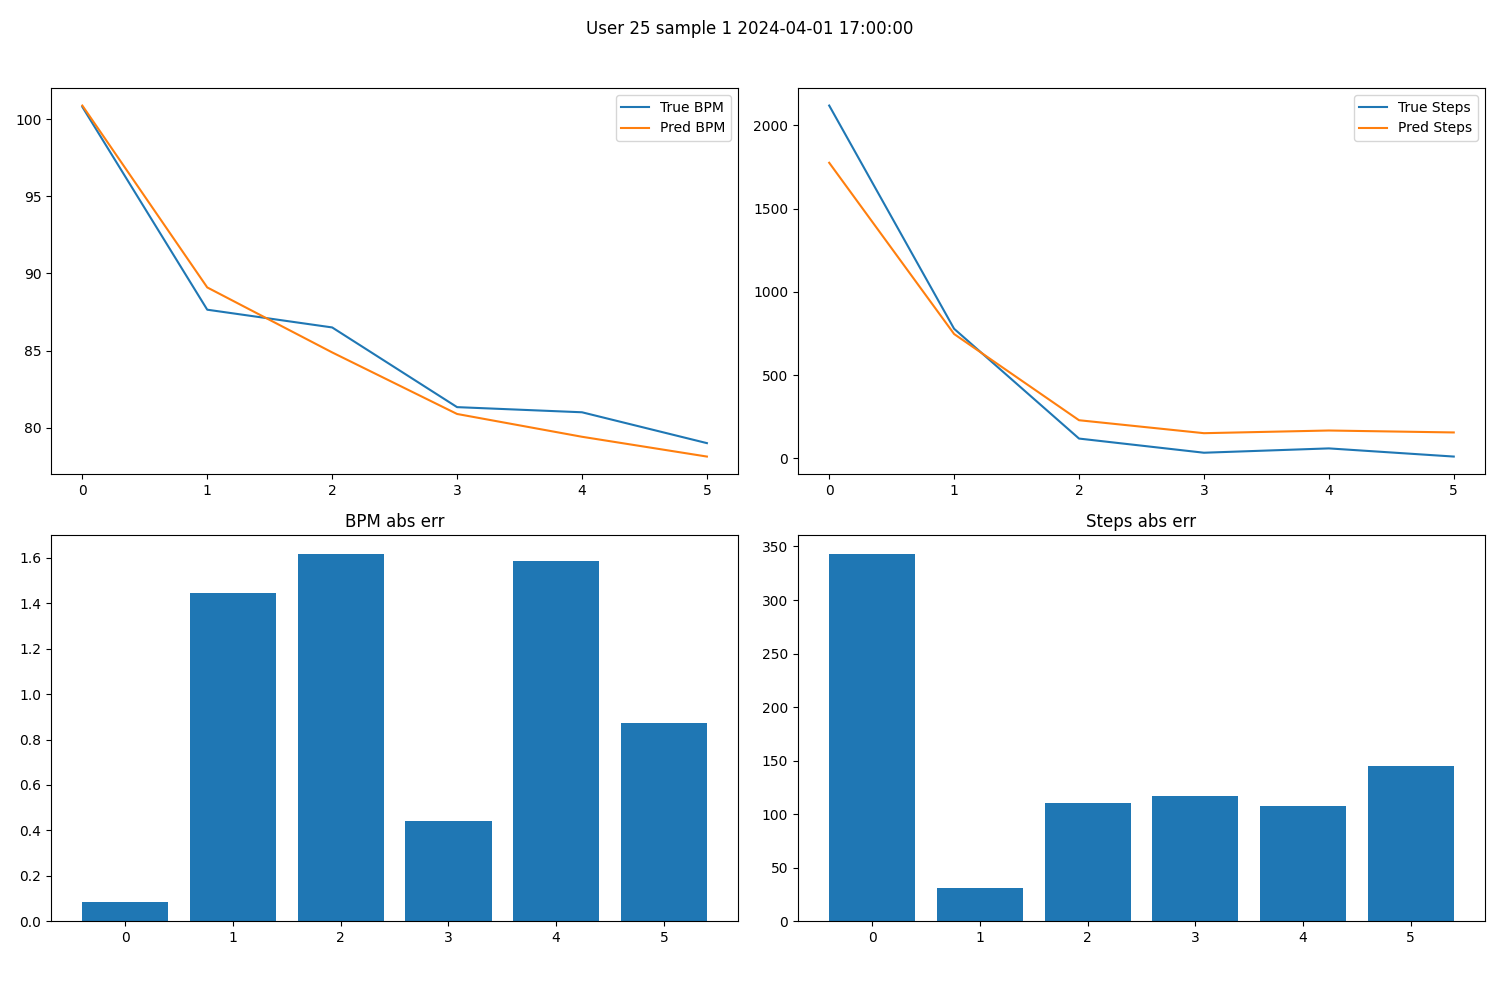 User 25 sample 1 2024-04-01 17:00:00
True BPM
Pred BPM
100
95
90
85
80
0 1 2 3 4 5
True Steps
Pred Steps
2000
1500
1000
500
0
0 1 2 3 4 5
BPM abs err
1.6
1.4
1.2
1.0
0.8
0.6
0.4
0.2
0.0
0 1 2 3 4 5
Steps abs err
350
300
250
200
150
100
50
0
0 1 2 3 4 5